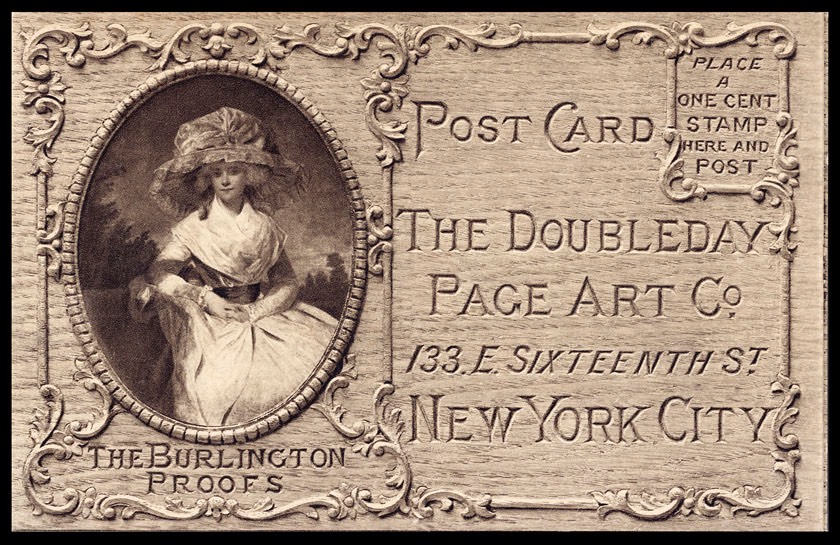 POST CARD
PLACE
A
ONE CENT
STAMP
HERE AND
POST
THE DOUBLEDAY
PAGE ART CO
133. E. SIXTEENTH ST
NEW YORK CITY
THE BURLINGTON
PROOFS